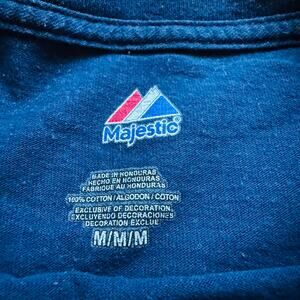 Majestic®
MADE IN HONDURAS
HECHO EN HONDURAS
FABRIQUE AU HONDURAS
100% COTTON / ALGODON / COTON
EXCLUSIVE OF DECORATION
EXCLUYENDO DECORACIONES
DECORATION EXCLUE
M/M/M